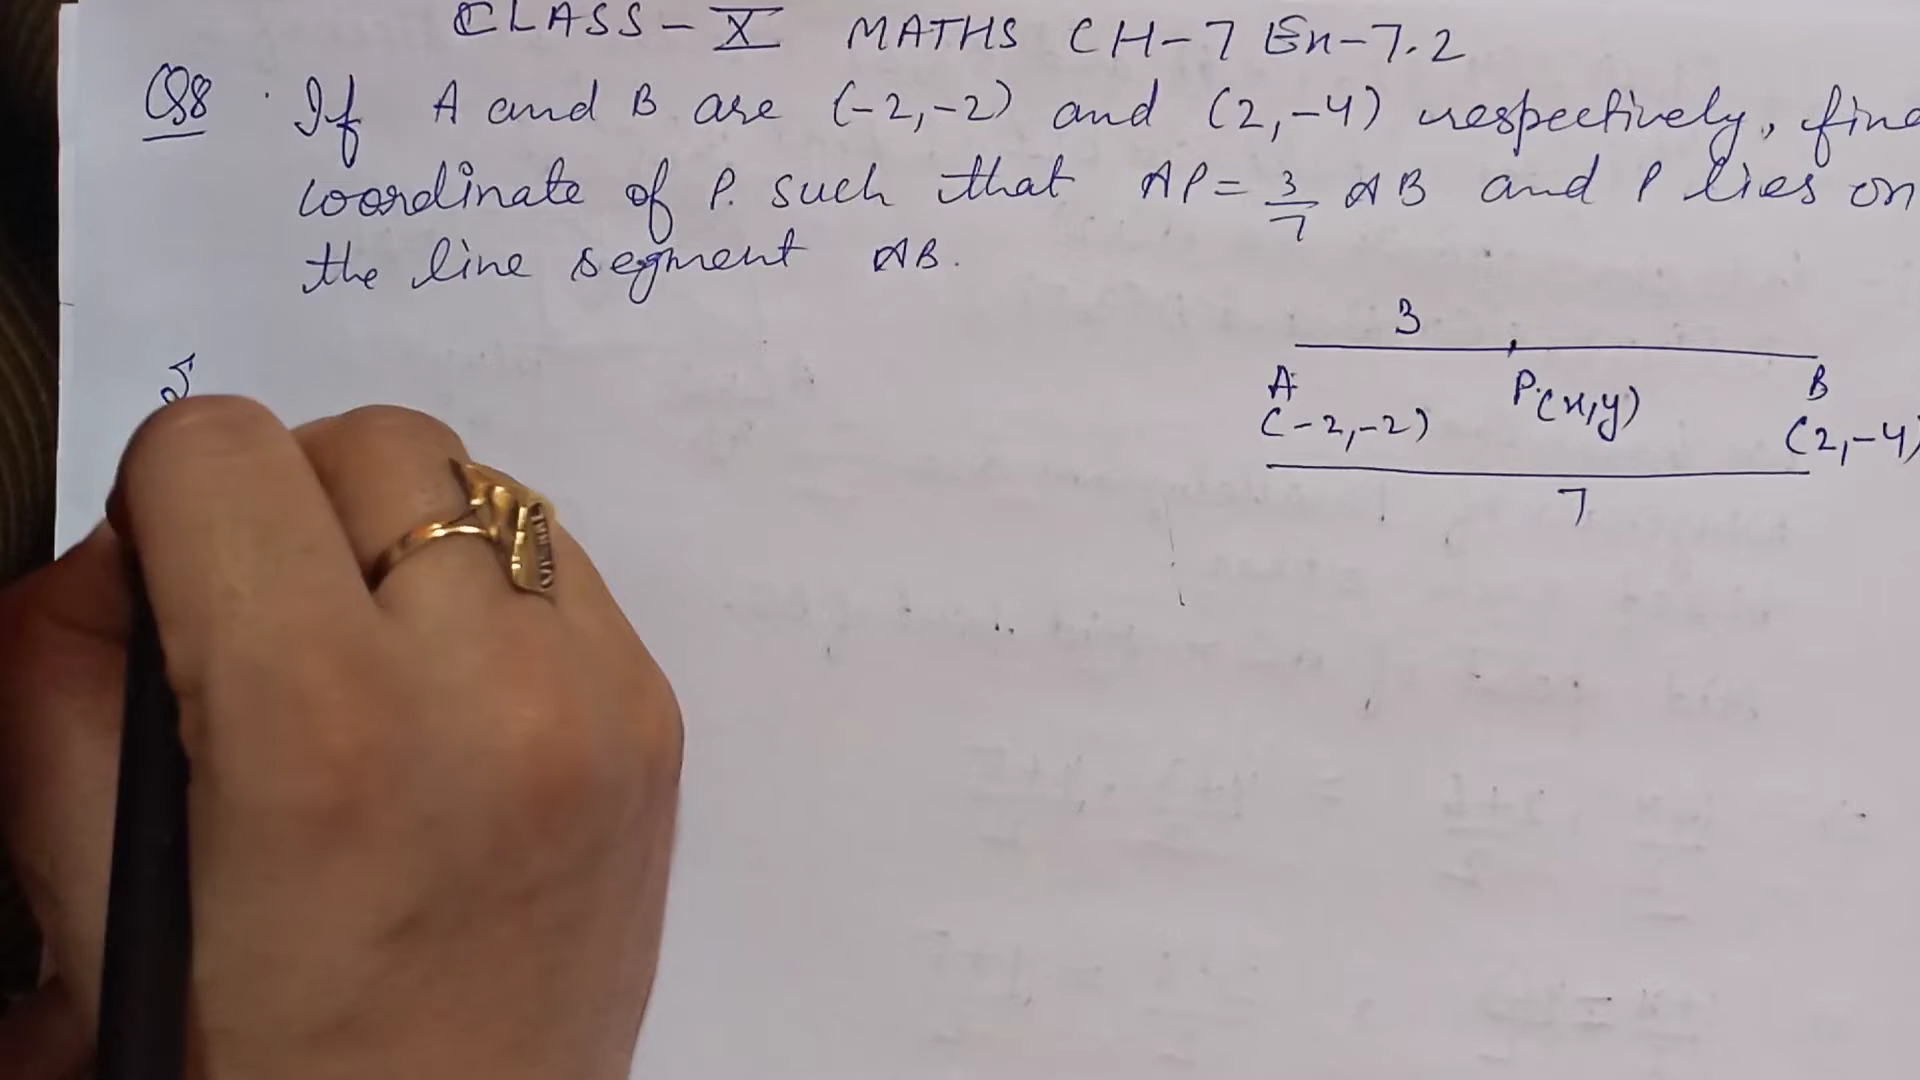 CLASS-X MATHS CH-7 Ex-7.2
Q8 If A and B are (-2,-2) and (2,-4) respectively, find
coordinate of P. such that AP = 3/7 AB and P lies on
the line segment AB.
3
A P(x,y) B
(-2,-2) (2,-4)
7